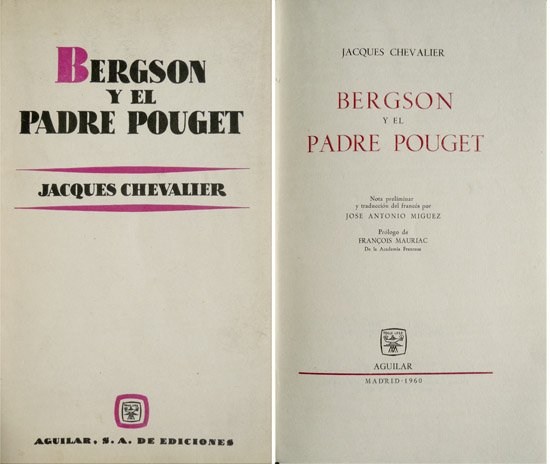 BERGSON
Y EL
PADRE POUGET
JACQUES CHEVALIER
AGUILAR, S. A. DE EDICIONES
JACQUES CHEVALIER
BERGSON
Y EL
PADRE POUGET
Nota preliminar
y traducción del francés por
JOSE ANTONIO MIGUEZ
Prólogo de
FRANÇOIS MAURIAC
De la Academia Francesa
AGUILAR
MADRID - 1960